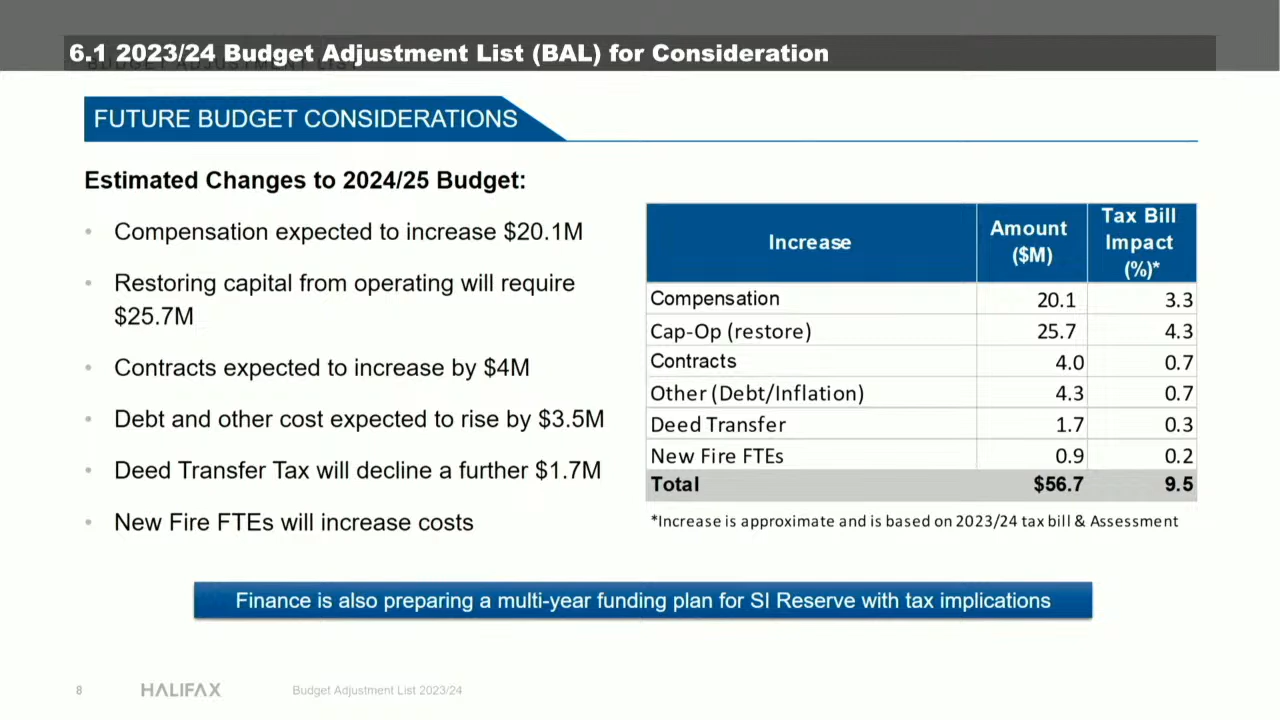 6.1 2023/24 Budget Adjustment List (BAL) for Consideration
BUDGET ADJUSTMENT LIST
FUTURE BUDGET CONSIDERATIONS
Estimated Changes to 2024/25 Budget:
• Compensation expected to increase $20.1M
• Restoring capital from operating will require
$25.7M
• Contracts expected to increase by $4M
• Debt and other cost expected to rise by $3.5M
• Deed Transfer Tax will decline a further $1.7M
• New Fire FTEs will increase costs
Increase Amount ($M) Tax Bill Impact (%)*
Compensation 20.1 3.3
Cap-Op (restore) 25.7 4.3
Contracts 4.0 0.7
Other (Debt/Inflation) 4.3 0.7
Deed Transfer 1.7 0.3
New Fire FTEs 0.9 0.2
Total $56.7 9.5
*Increase is approximate and is based on 2023/24 tax bill & Assessment
Finance is also preparing a multi-year funding plan for SI Reserve with tax implications
8 HALIFAX Budget Adjustment List 2023/24